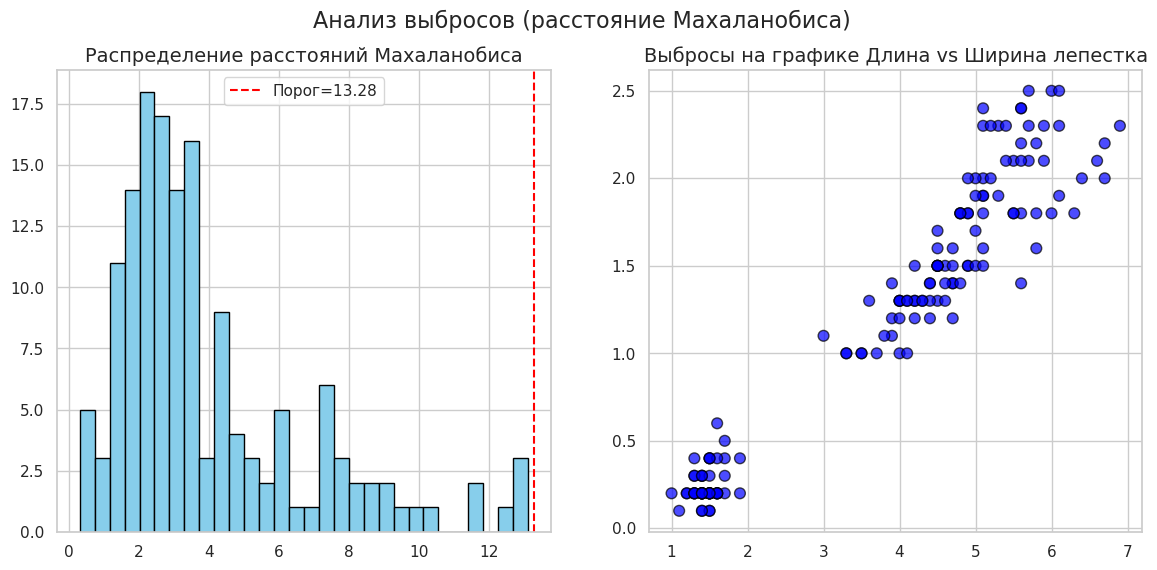 Анализ выбросов (расстояние Махаланобиса)
Распределение расстояний Махаланобиса
Порог=13.28
17.5
15.0
12.5
10.0
7.5
5.0
2.5
0.0
0 2 4 6 8 10 12
Выбросы на графике Длина vs Ширина лепестка
2.5
2.0
1.5
1.0
0.5
0.0
1 2 3 4 5 6 7